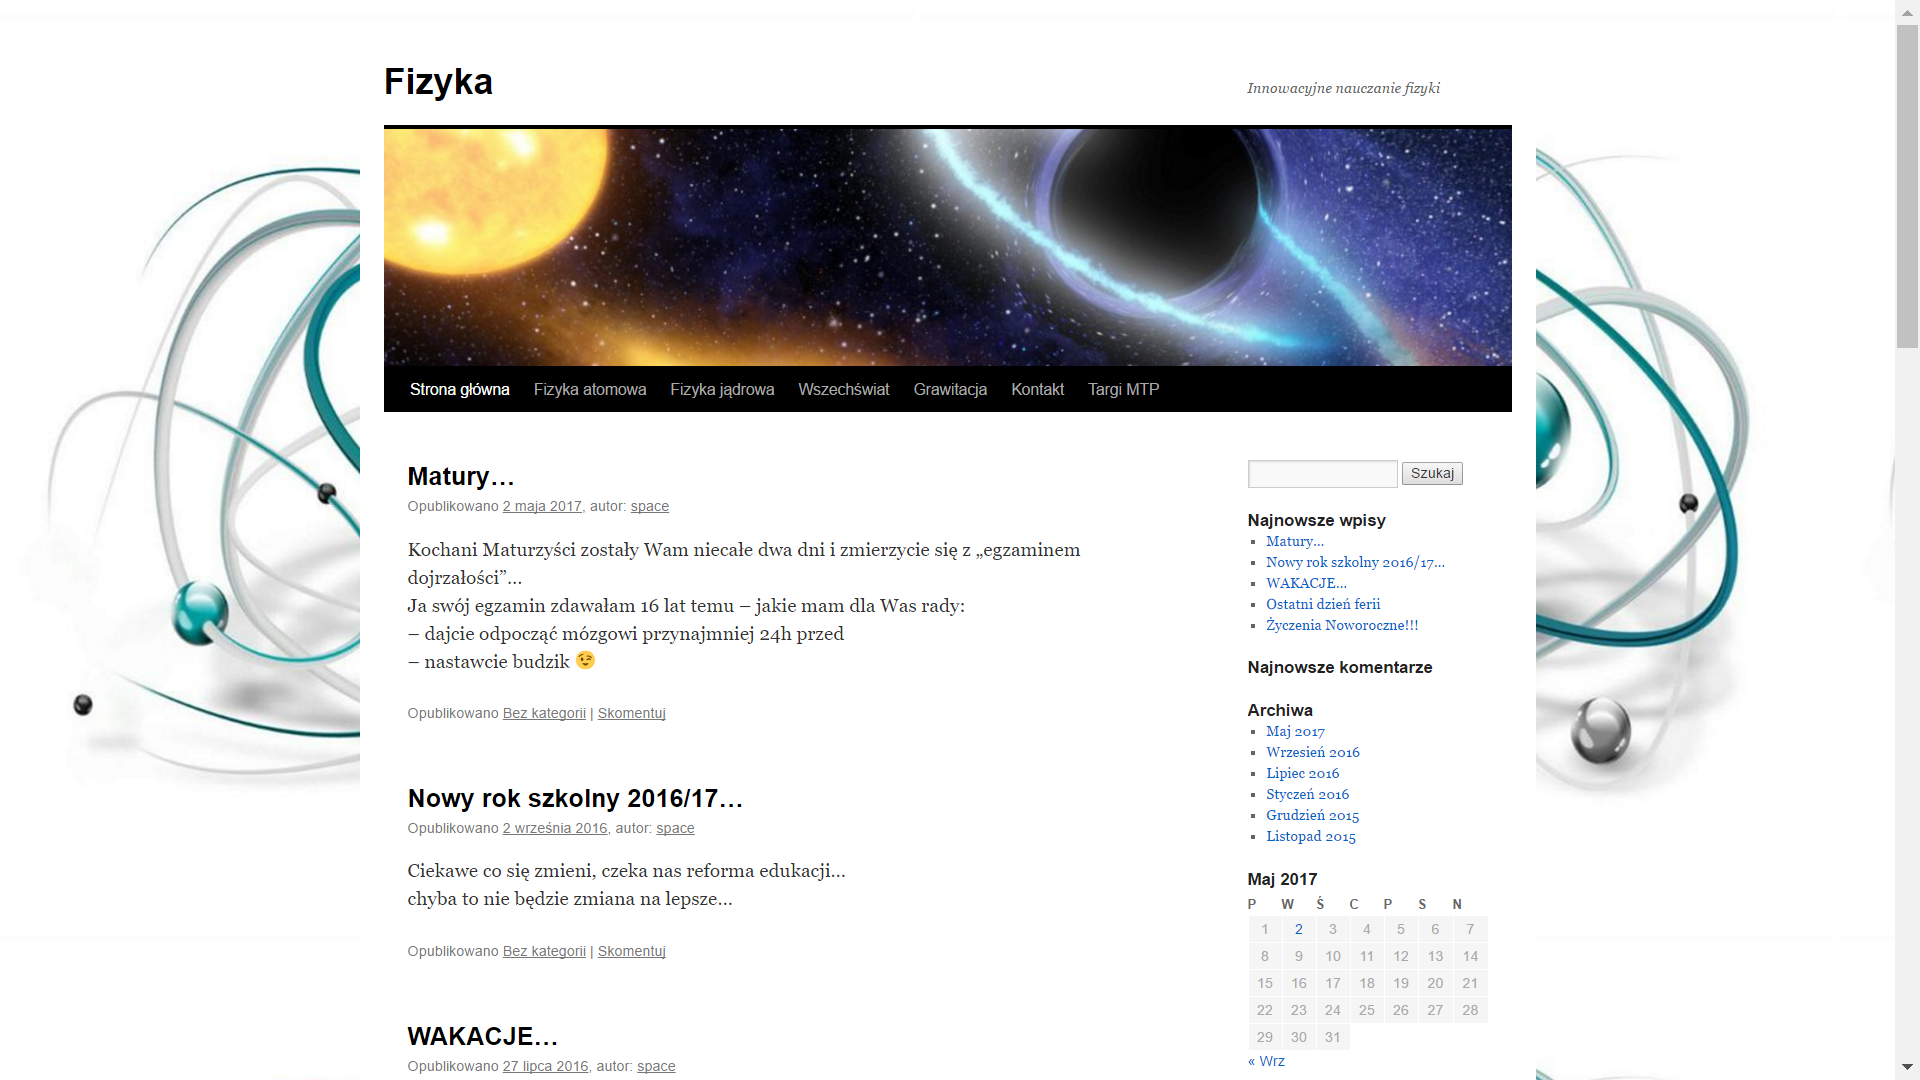 Fizyka
Innowacyjne nauczanie fizyki
Strona główna Fizyka atomowa Fizyka jądrowa Wszechświat Grawitacja Kontakt Targi MTP
Matury…
Opublikowano 2 maja 2017, autor: space
Kochani Maturzyści zostały Wam niecałe dwa dni i zmierzycie się z „egzaminem
dojrzałości”…
Ja swój egzamin zdawałam 16 lat temu – jakie mam dla Was rady:
– dajcie odpocząć mózgowi przynajmniej 24h przed
– nastawcie budzik 😉
Opublikowano Bez kategorii | Skomentuj
Nowy rok szkolny 2016/17…
Opublikowano 2 września 2016, autor: space
Ciekawe co się zmieni, czeka nas reforma edukacji…
chyba to nie będzie zmiana na lepsze…
Opublikowano Bez kategorii | Skomentuj
WAKACJE…
Opublikowano 27 lipca 2016, autor: space
Szukaj
Najnowsze wpisy
Matury…
Nowy rok szkolny 2016/17…
WAKACJE…
Ostatni dzień ferii
Życzenia Noworoczne!!!
Najnowsze komentarze
Archiwa
Maj 2017
Wrzesień 2016
Lipiec 2016
Styczeń 2016
Grudzień 2015
Listopad 2015
Maj 2017
P W Ś C P S N
1 2 3 4 5 6 7
8 9 10 11 12 13 14
15 16 17 18 19 20 21
22 23 24 25 26 27 28
29 30 31
« Wrz